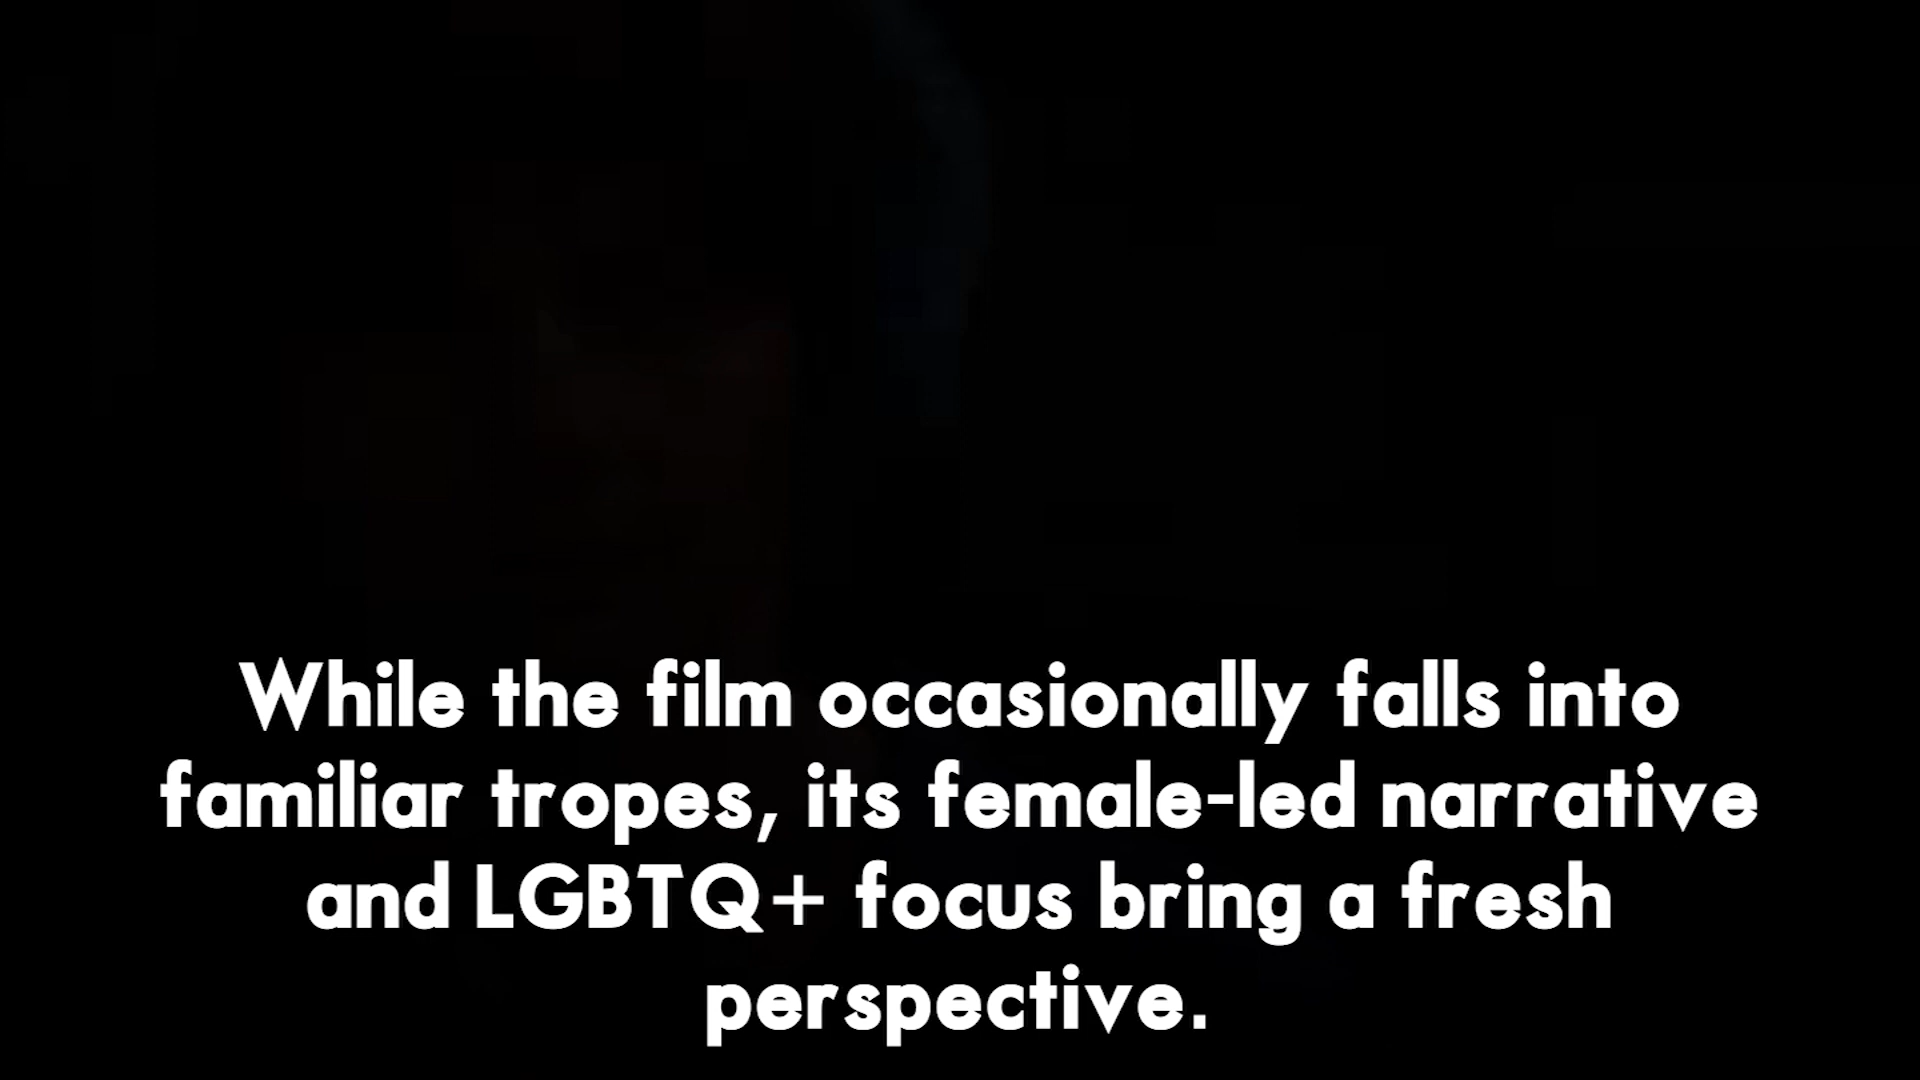 While the film occasionally falls into
familiar tropes, its female-led narrative
and LGBTQ+ focus bring a fresh
perspective.